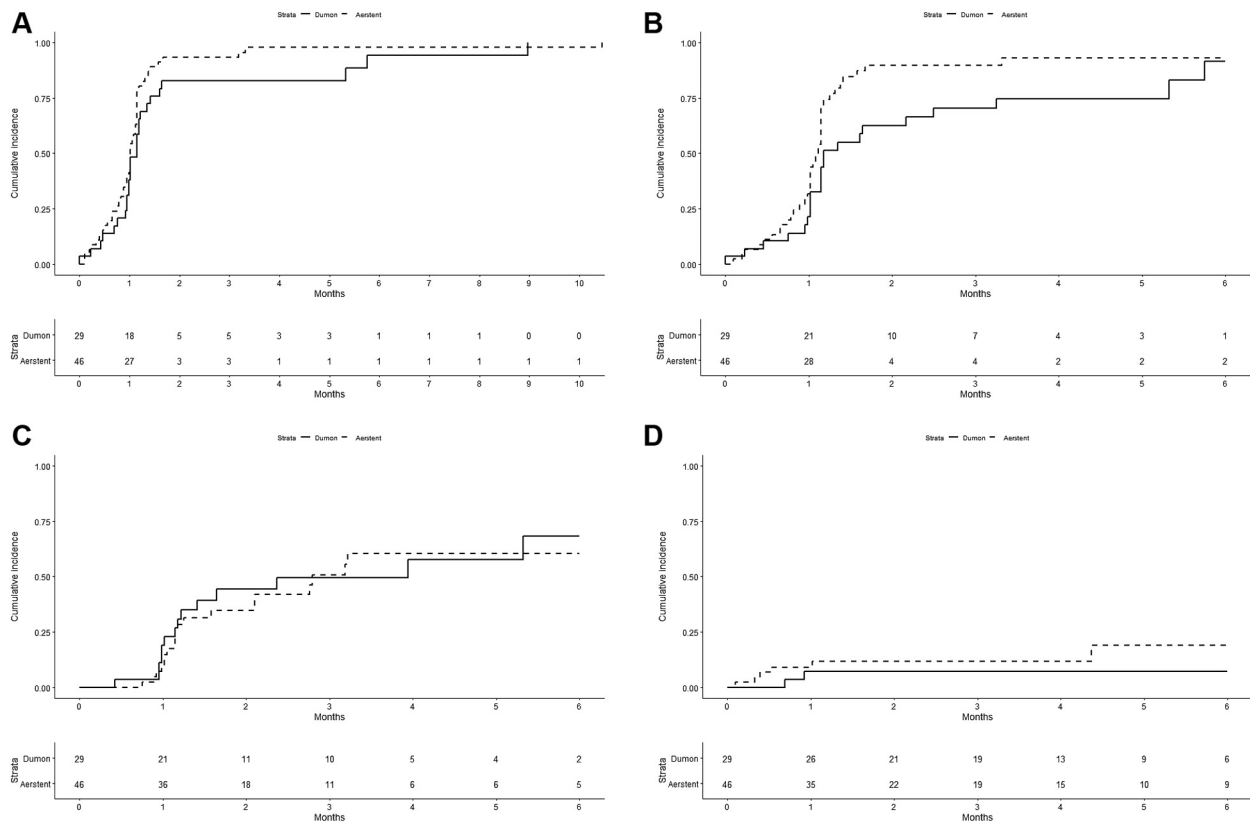 A
Strata Dumon Aerstent
1.00
0.75
0.50
0.25
0.00
Cumulative incidence
0 1 2 3 4 5 6 7 8 9 10
Months
Strata
Dumon 29 18 5 5 3 3 1 1 1 0 0
Aerstent 46 27 3 3 1 1 1 1 1 1 1
0 1 2 3 4 5 6 7 8 9 10
Months
B
Strata Dumon Aerstent
1.00
0.75
0.50
0.25
0.00
Cumulative incidence
0 1 2 3 4 5 6
Months
Strata
Dumon 29 21 10 7 4 3 1
Aerstent 46 28 4 4 2 2 2
0 1 2 3 4 5 6
Months
C
Strata Dumon Aerstent
1.00
0.75
0.50
0.25
0.00
Cumulative incidence
0 1 2 3 4 5 6
Months
Strata
Dumon 29 21 11 10 5 4 2
Aerstent 46 36 18 11 6 6 5
0 1 2 3 4 5 6
Months
D
Strata Dumon Aerstent
1.00
0.75
0.50
0.25
0.00
Cumulative incidence
0 1 2 3 4 5 6
Months
Strata
Dumon 29 26 21 19 13 9 6
Aerstent 46 35 22 19 15 10 9
0 1 2 3 4 5 6
Months